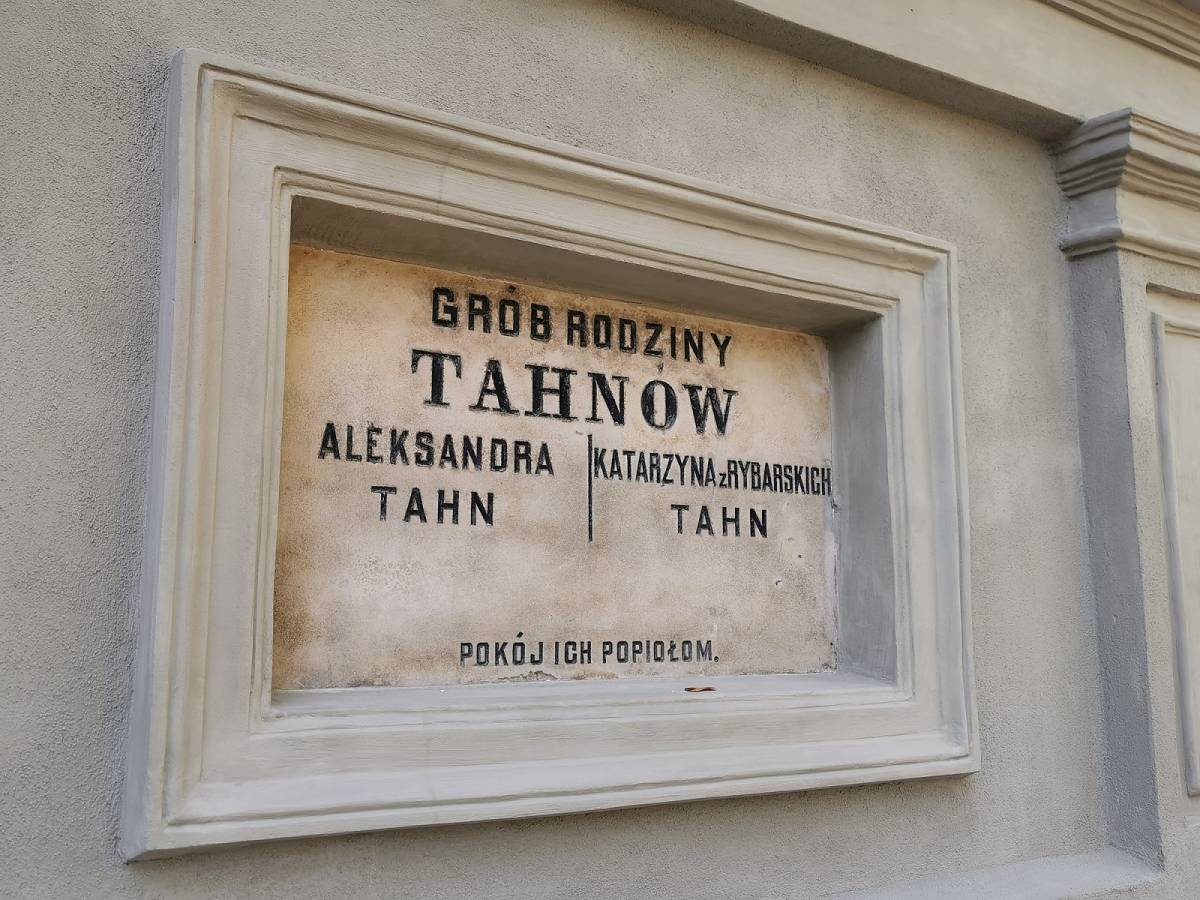 GRÓB RODZINY
TAHNÓW
ALEKSANDRA
TAHN
KATARZYNA z RYBARSKICH
TAHN
POKÓJ ICH POPIOŁOM.